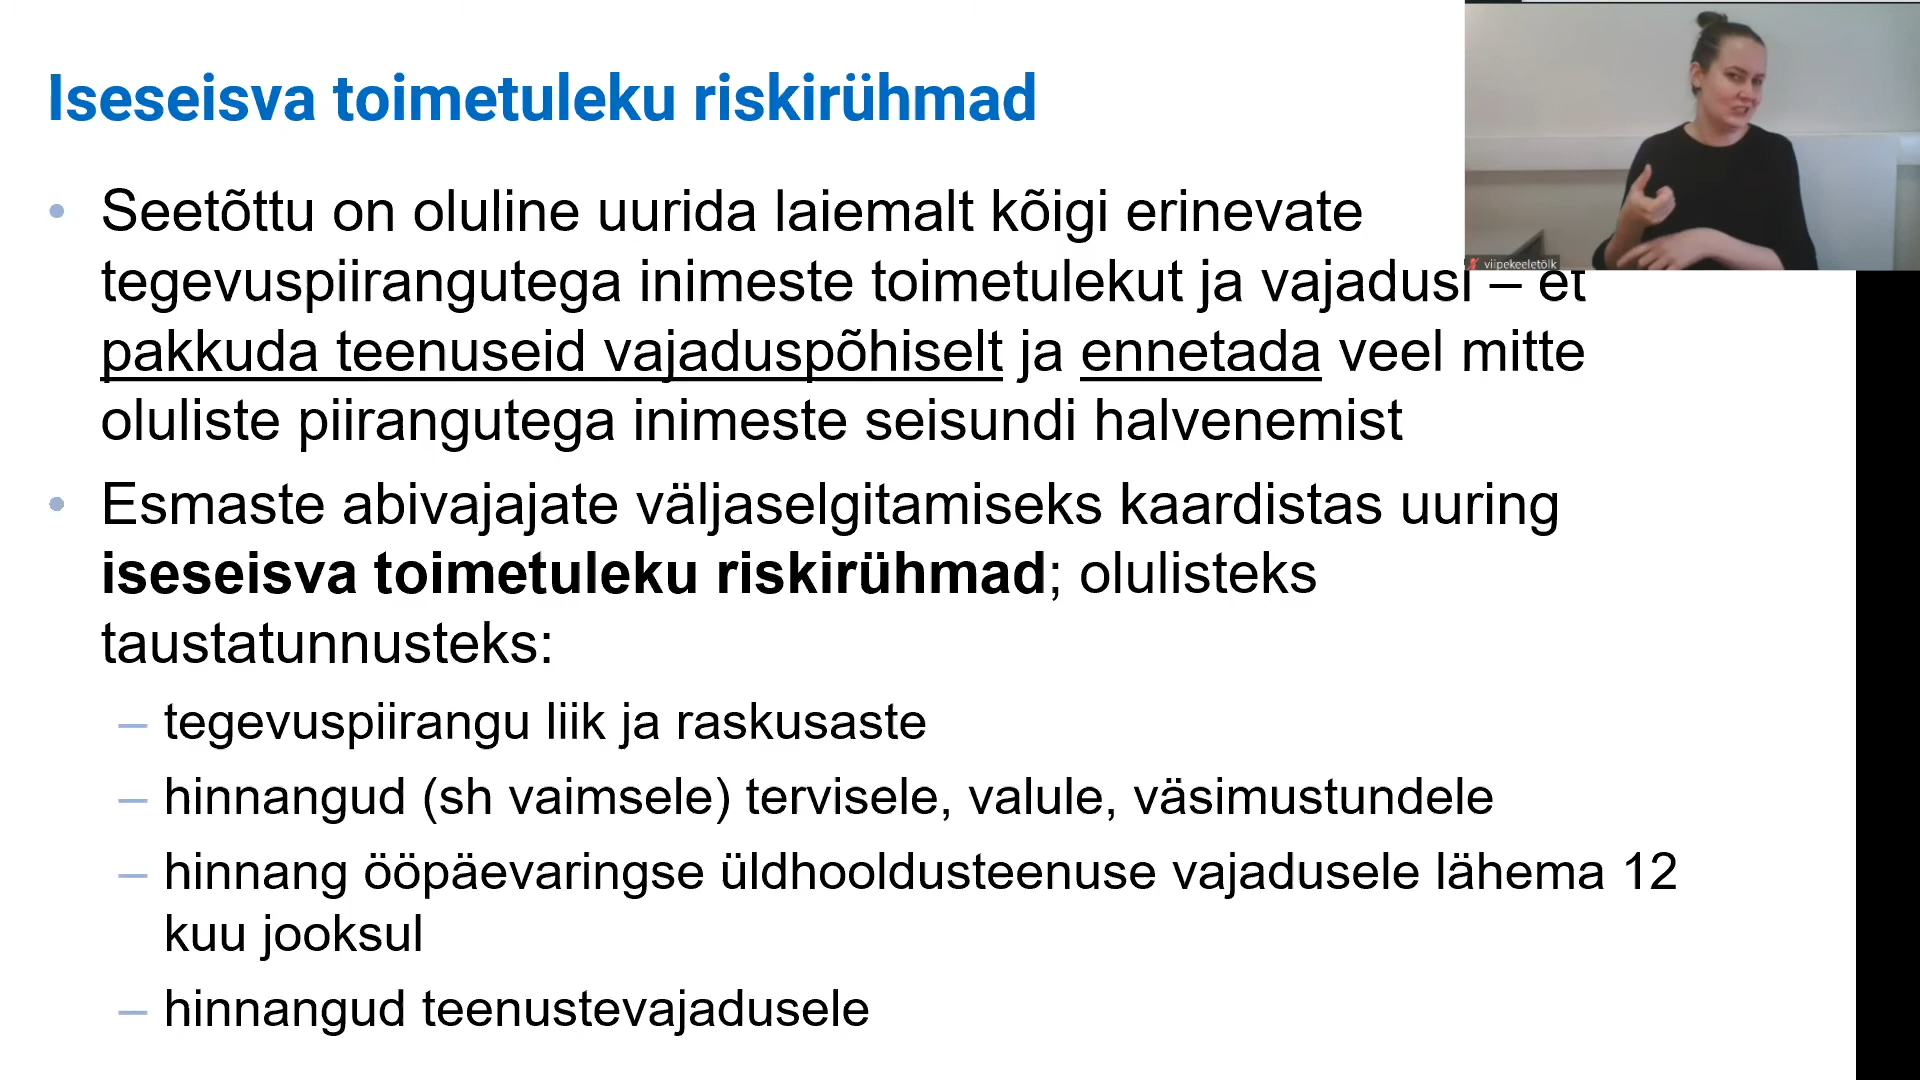 Iseseisva toimetuleku riskirühmad
• Seetõttu on oluline uurida laiemalt kõigi erinevate
tegevuspiirangutega inimeste toimetulekut ja vajadusi – et
pakkuda teenuseid vajaduspõhiselt ja ennetada veel mitte
oluliste piirangutega inimeste seisundi halvenemist
• Esmaste abivajajate väljaselgitamiseks kaardistas uuring
iseseisva toimetuleku riskirühmad; olulisteks
taustatunnusteks:
– tegevuspiirangu liik ja raskusaste
– hinnangud (sh vaimsele) tervisele, valule, väsimustundele
– hinnang ööpäevaringse üldhooldusteenuse vajadusele lähema 12
kuu jooksul
– hinnangud teenustevajadusele
viipekeeletõlk